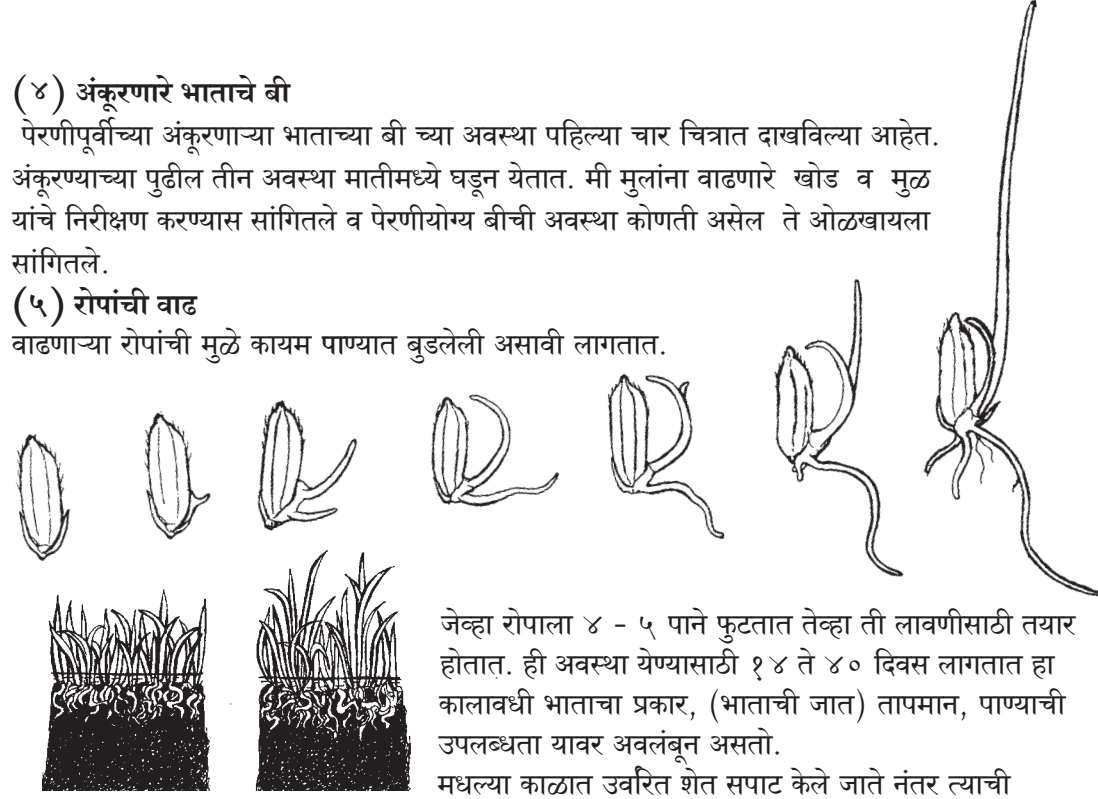 (४) अंकूरणारे भाताचे बी
पेरणीपूर्वीच्या अंकूरणाऱ्या भाताच्या बी च्या अवस्था पहिल्या चार चित्रात दाखविल्या आहेत.
अंकूरण्याच्या पुढील तीन अवस्था मातीमध्ये घडून येतात. मी मुलांना वाढणारे खोड व मुळ
यांचे निरीक्षण करण्यास सांगितले व पेरणीयोग्य बीची अवस्था कोणती असेल ते ओळखायला
सांगितले.
(५) रोपांची वाढ
वाढणाऱ्या रोपांची मुळे कायम पाण्यात बुडलेली असावी लागतात.
जेव्हा रोपाला ४ - ५ पाने फुटतात तेव्हा ती लावणीसाठी तयार
होतात. ही अवस्था येण्यासाठी १४ ते ४० दिवस लागतात हा
कालावधी भाताचा प्रकार, (भाताची जात) तापमान, पाण्याची
उपलब्धता यावर अवलंबून असतो.
मधल्या काळात उर्वरित शेत सपाट केले जाते नंतर त्याची